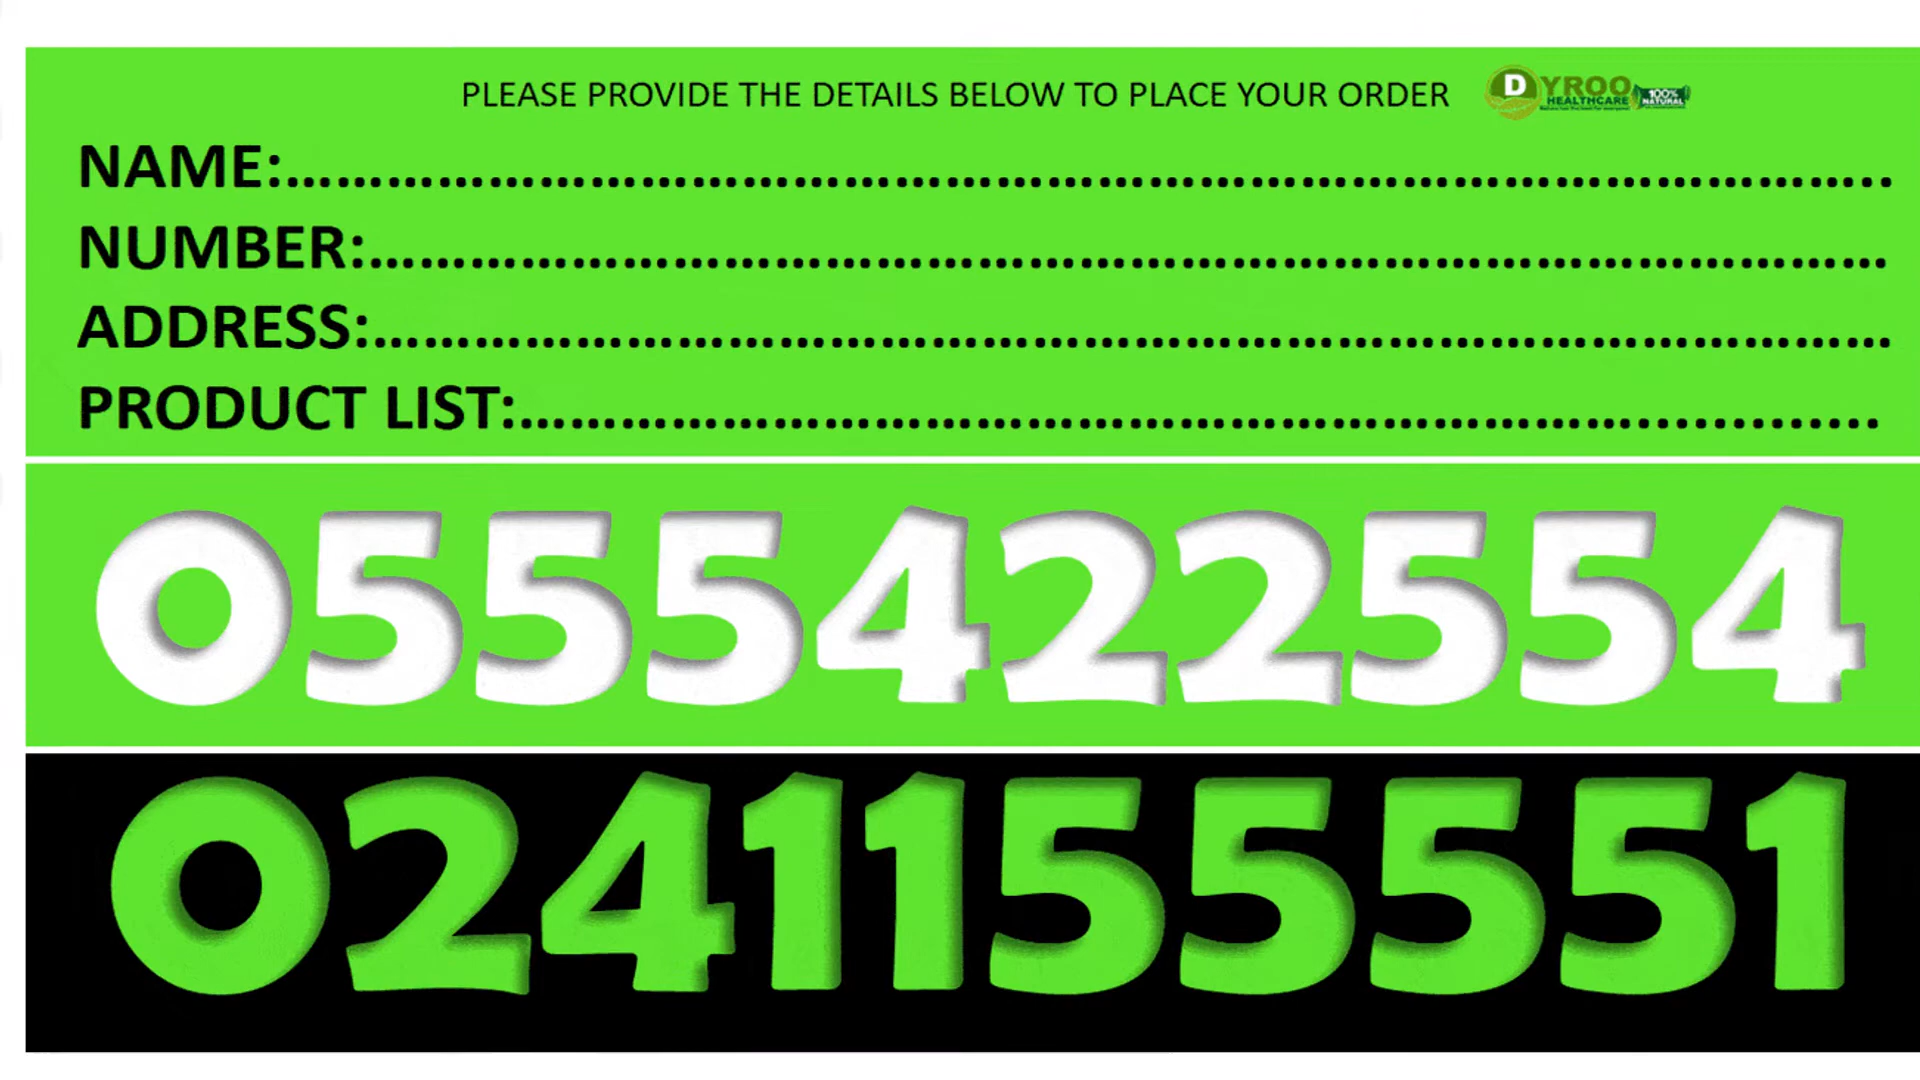 PLEASE PROVIDE THE DETAILS BELOW TO PLACE YOUR ORDER
DYROO
HEALTHCARE
100%
NATURAL
NAME:................................................................
NUMBER:................................................................
ADDRESS:................................................................
PRODUCT LIST:................................................................
0555422554
0241155551